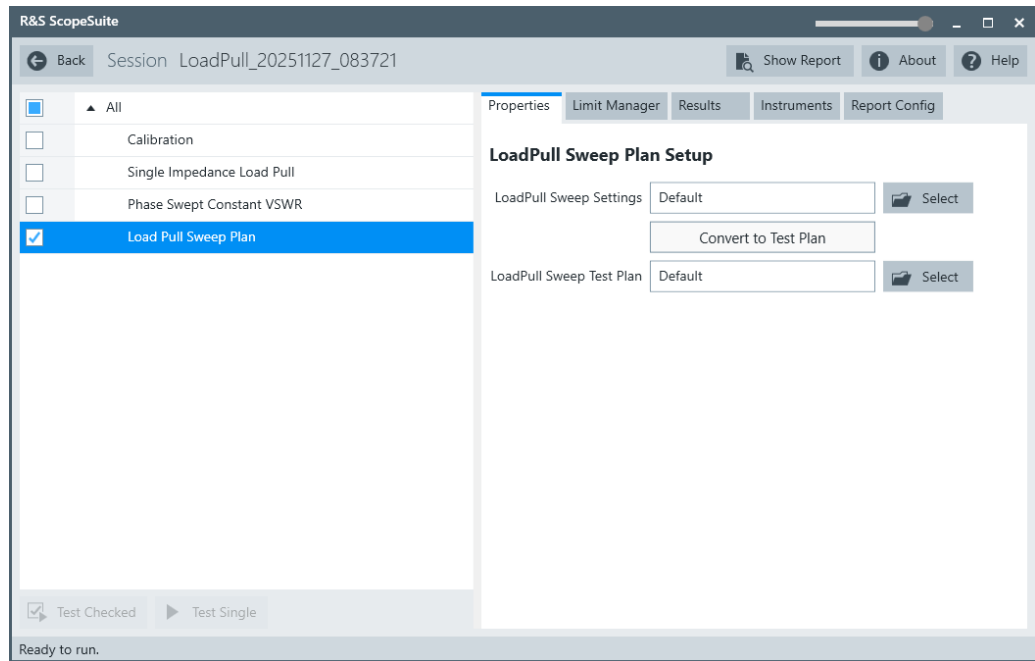 R&S ScopeSuite
Back Session LoadPull_20251127_083721 Show Report About Help
All
Calibration
Single Impedance Load Pull
Phase Swept Constant VSWR
Load Pull Sweep Plan
Properties Limit Manager Results Instruments Report Config
LoadPull Sweep Plan Setup
LoadPull Sweep Settings Default Select
Convert to Test Plan
LoadPull Sweep Test Plan Default Select
Test Checked Test Single
Ready to run.